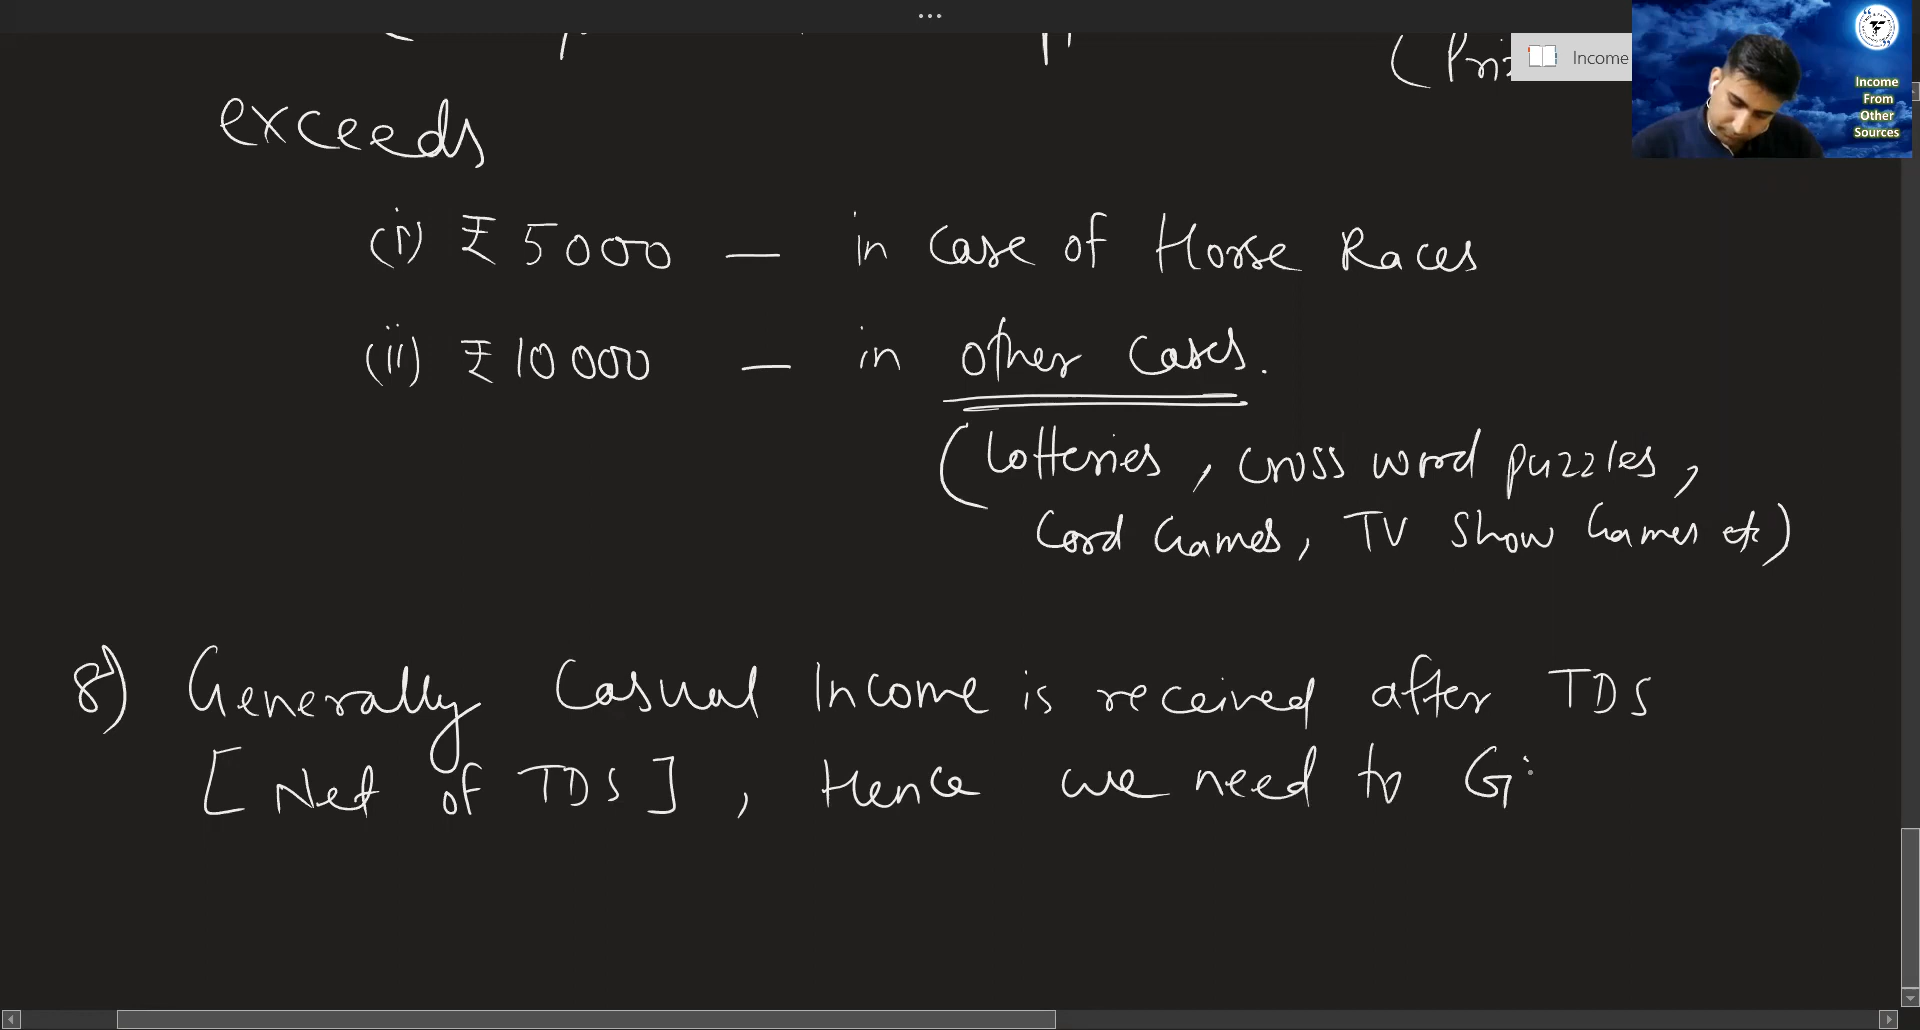 Income
Income
From
Other
Sources
exceeds
(i) ₹ 5000 — in case of Horse Races
(ii) ₹ 10000 — in other cases.
(Lotteries, cross word puzzles,
Card Games, TV Show Games etc)
8) Generally Casual Income is received after TDS
[Net of TDS], Hence we need to G